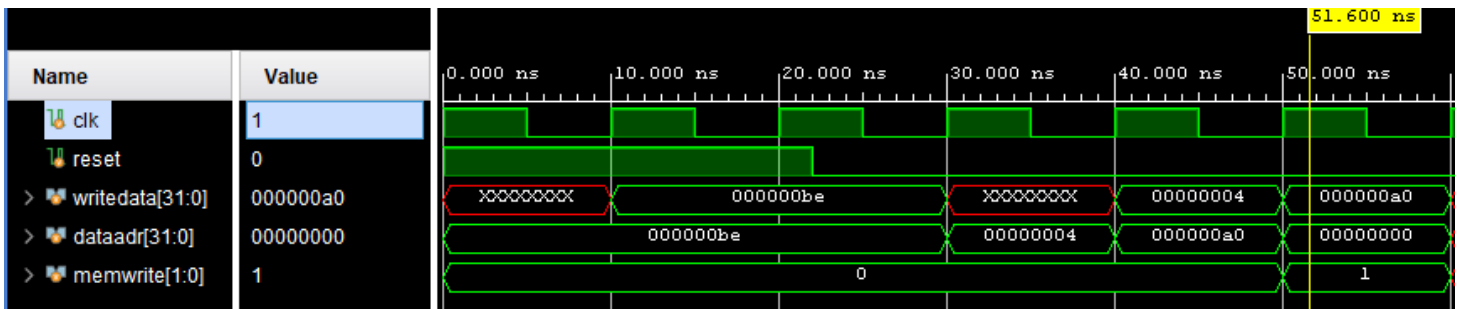 51.600 ns
Name Value 0.000 ns 10.000 ns 20.000 ns 30.000 ns 40.000 ns 50.000 ns
clk 1
reset 0
writedata[31:0] 000000a0 XXXXXXXX 000000be XXXXXXXX 00000004 000000a0
dataadr[31:0] 00000000 000000be 00000004 000000a0 00000000
memwrite[1:0] 1 0 1